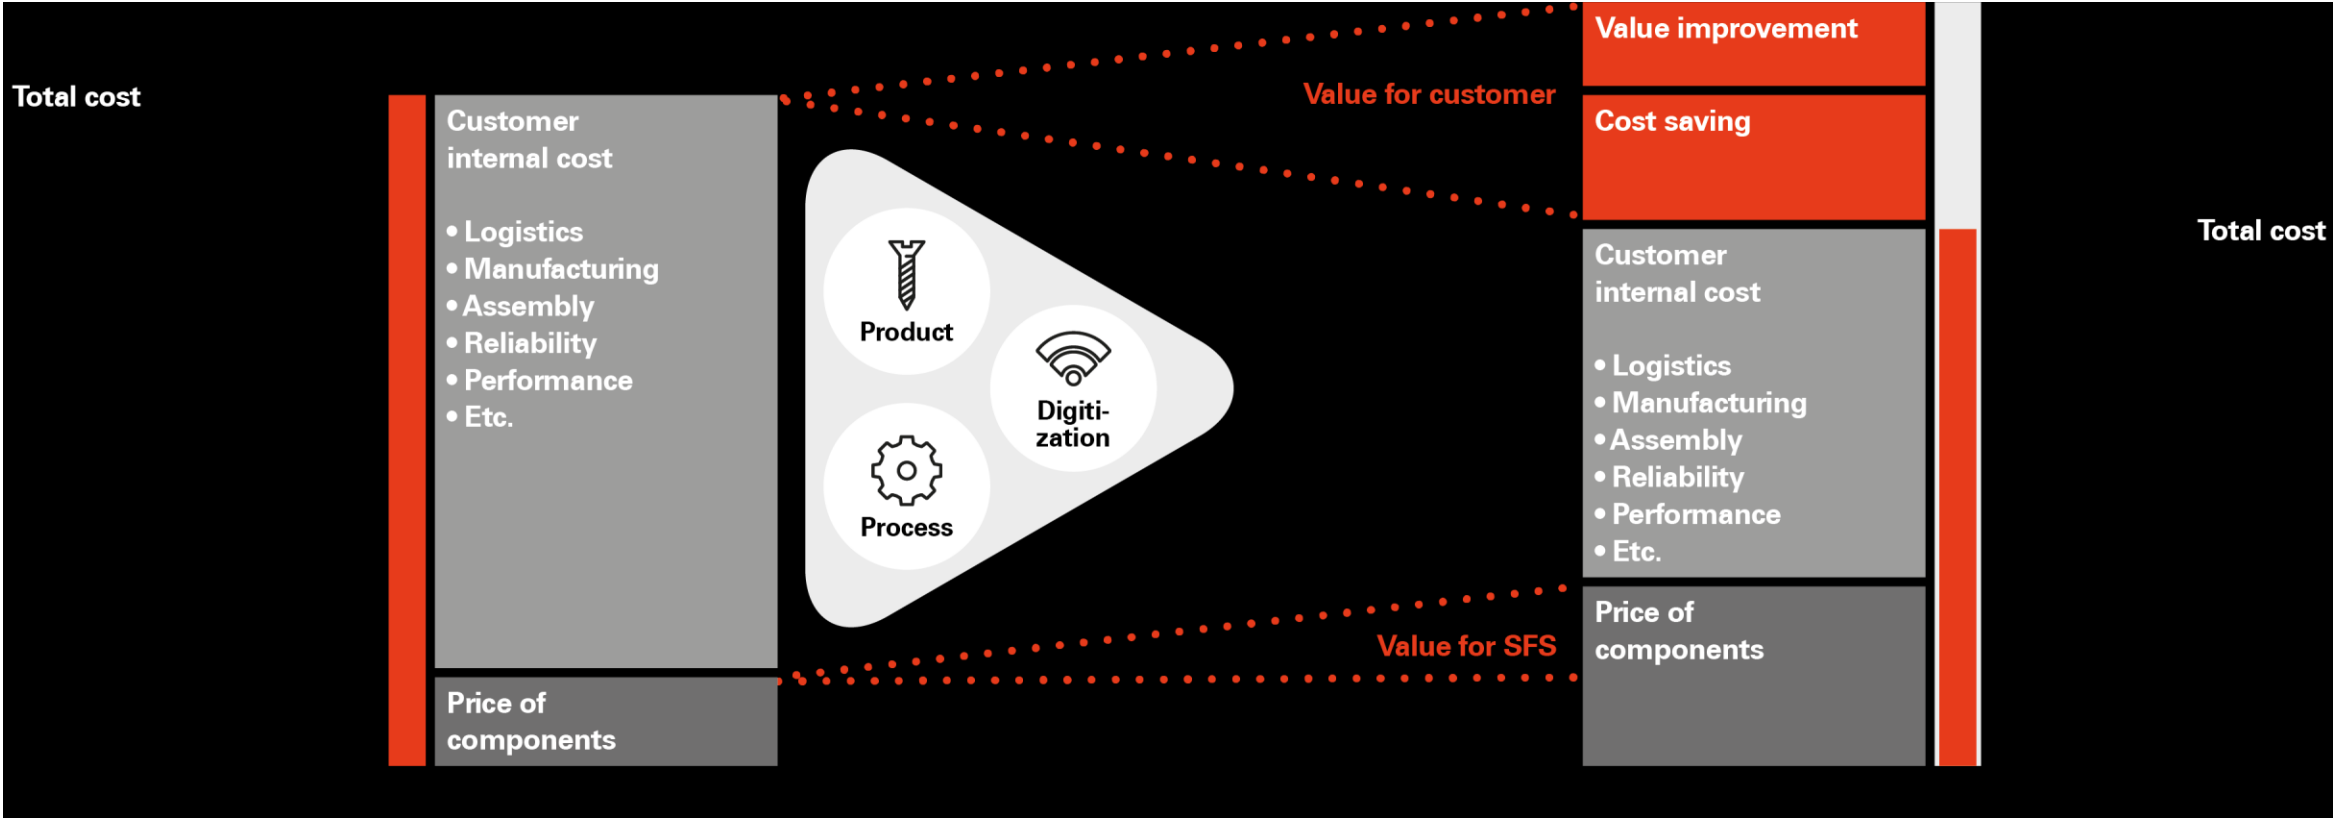 Total cost
Customer
internal cost
• Logistics
• Manufacturing
• Assembly
• Reliability
• Performance
• Etc.
Price of
components
Product
Process
Digiti-
zation
Value for customer
Value for SFS
Value improvement
Cost saving
Customer
internal cost
• Logistics
• Manufacturing
• Assembly
• Reliability
• Performance
• Etc.
Price of
components
Total cost